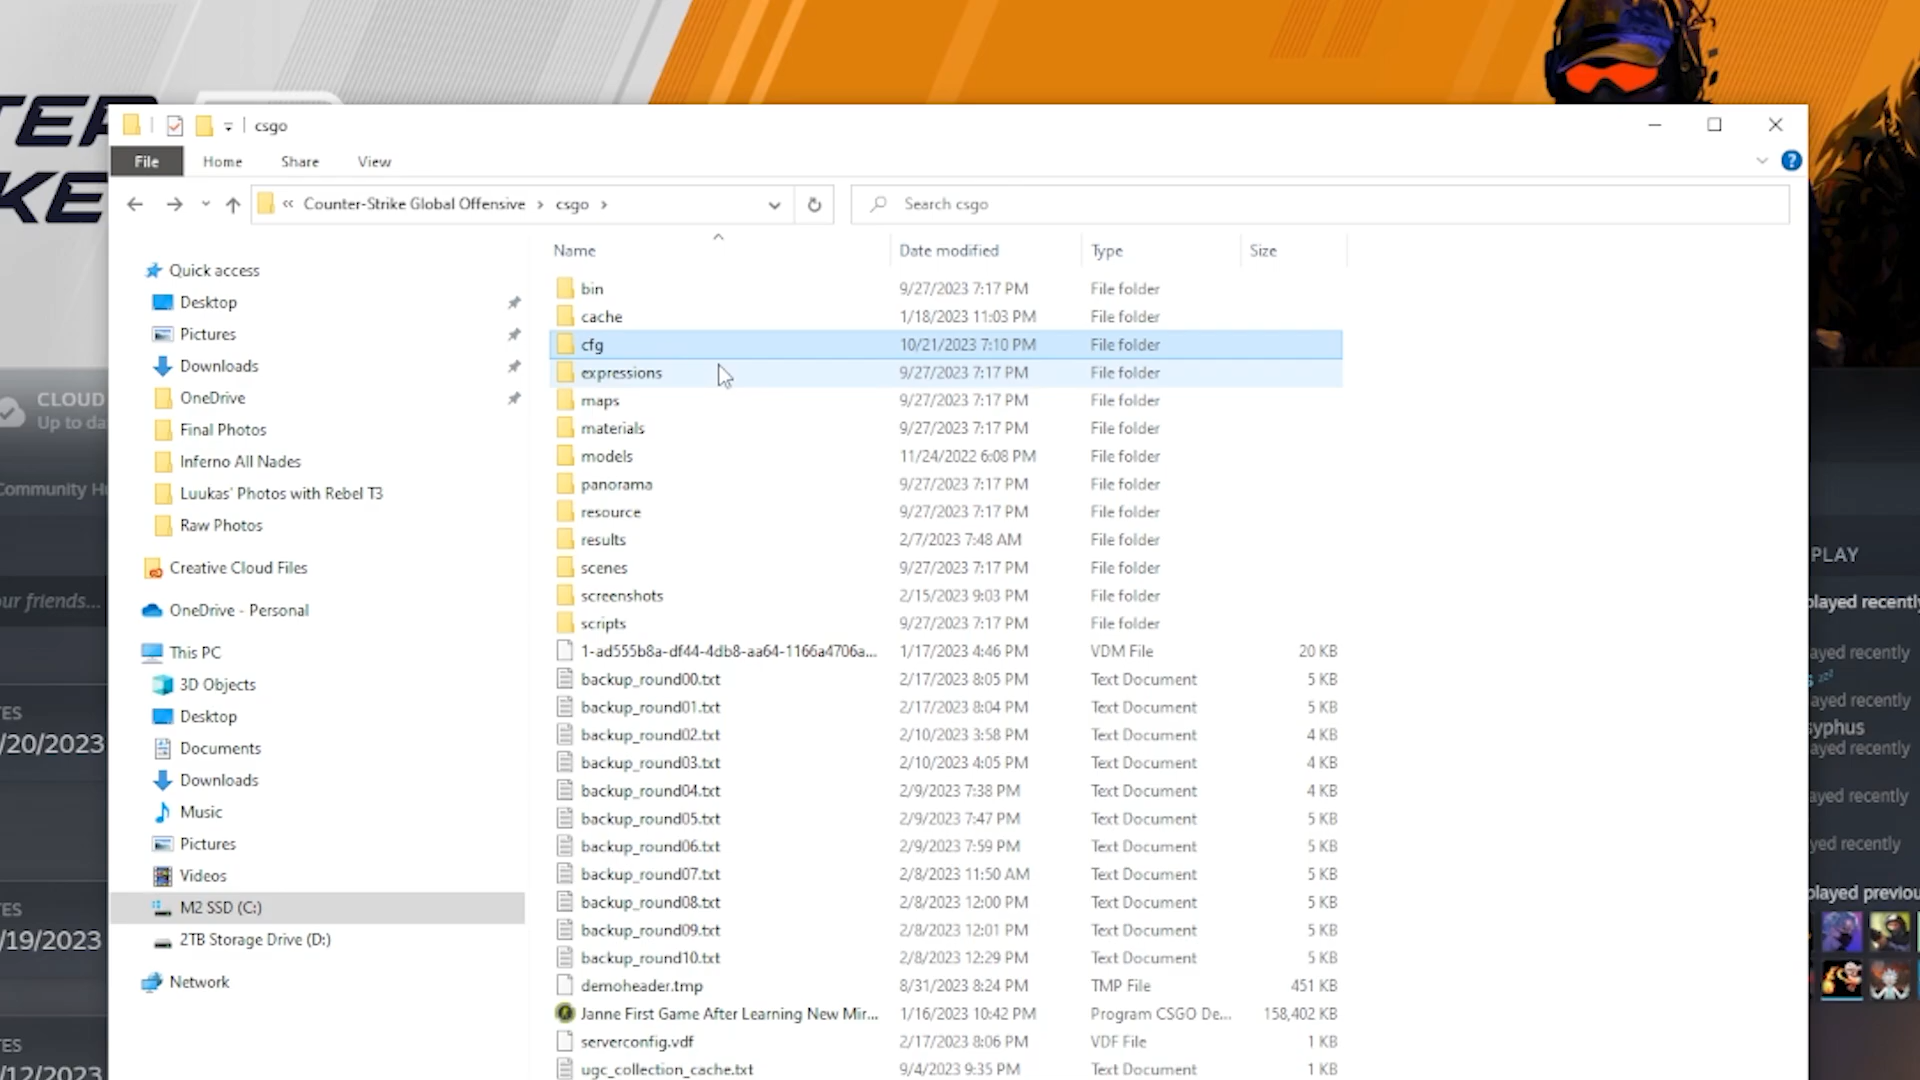 TER
KE
csgo
File Home Share View
« Counter-Strike Global Offensive > csgo >
Search csgo
Name Date modified Type Size
Quick access
Desktop
Pictures
Downloads
OneDrive
Final Photos
Inferno All Nades
Luukas' Photos with Rebel T3
Raw Photos
Creative Cloud Files
OneDrive - Personal
This PC
3D Objects
Desktop
Documents
Downloads
Music
Pictures
Videos
M2 SSD (C:)
2TB Storage Drive (D:)
Network
bin 9/27/2023 7:17 PM File folder
cache 1/18/2023 11:03 PM File folder
cfg 10/21/2023 7:10 PM File folder
expressions 9/27/2023 7:17 PM File folder
maps 9/27/2023 7:17 PM File folder
materials 9/27/2023 7:17 PM File folder
models 11/24/2022 6:08 PM File folder
panorama 9/27/2023 7:17 PM File folder
resource 9/27/2023 7:17 PM File folder
results 2/7/2023 7:48 AM File folder
scenes 9/27/2023 7:17 PM File folder
screenshots 2/15/2023 9:03 PM File folder
scripts 9/27/2023 7:17 PM File folder
1-ad555b8a-df44-4db8-aa64-1166a4706a... 1/17/2023 4:46 PM VDM File 20 KB
backup_round00.txt 2/17/2023 8:05 PM Text Document 5 KB
backup_round01.txt 2/17/2023 8:04 PM Text Document 5 KB
backup_round02.txt 2/10/2023 3:58 PM Text Document 4 KB
backup_round03.txt 2/10/2023 4:05 PM Text Document 4 KB
backup_round04.txt 2/9/2023 7:38 PM Text Document 4 KB
backup_round05.txt 2/9/2023 7:47 PM Text Document 5 KB
backup_round06.txt 2/9/2023 7:59 PM Text Document 5 KB
backup_round07.txt 2/8/2023 11:50 AM Text Document 5 KB
backup_round08.txt 2/8/2023 12:00 PM Text Document 5 KB
backup_round09.txt 2/8/2023 12:01 PM Text Document 5 KB
backup_round10.txt 2/8/2023 12:29 PM Text Document 5 KB
demoheader.tmp 8/31/2023 8:24 PM TMP File 451 KB
Janne First Game After Learning New Mir... 1/16/2023 10:42 PM Program CSGO De... 158,402 KB
serverconfig.vdf 2/17/2023 8:06 PM VDF File 1 KB
ugc_collection_cache.txt 9/4/2023 9:35 PM Text Document 1 KB
CLOUD
Up to da
Community H
ur friends...
ES
/20/2023
ES
/19/2023
ES
/12/2023
PLAY
played recently
ayed recently
ayed recently
syphus
ayed recently
ayed recently
yed recently
played previou